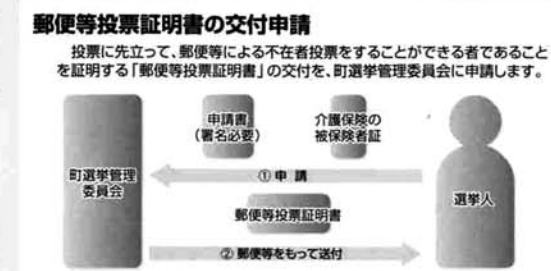 郵便等投票証明書の交付申請
投票に先立って、郵便等による不在者投票をすることができる者であること
を証明する「郵便等投票証明書」の交付を、町選挙管理委員会に申請します。
申請書
(署名必要)
介護保険の
被保険者証
町選挙管理
委員会
① 申 請
選挙人
郵便等投票証明書
② 郵便等をもって送付